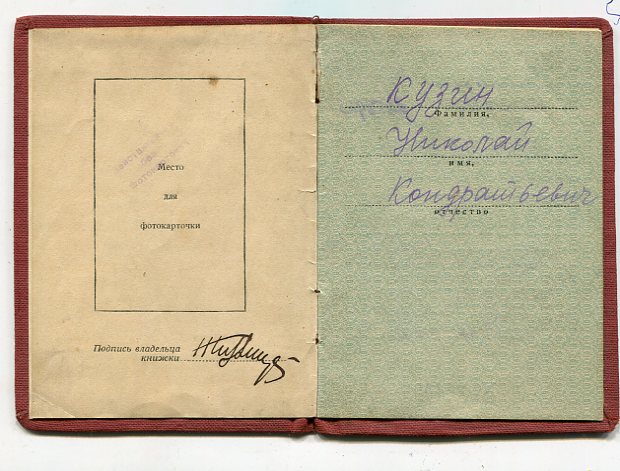 Место
для
фотокарточки
Подпись владельца
книжки
Кузин
Фамилия,
Николай
имя,
Кондратьевич
отчество